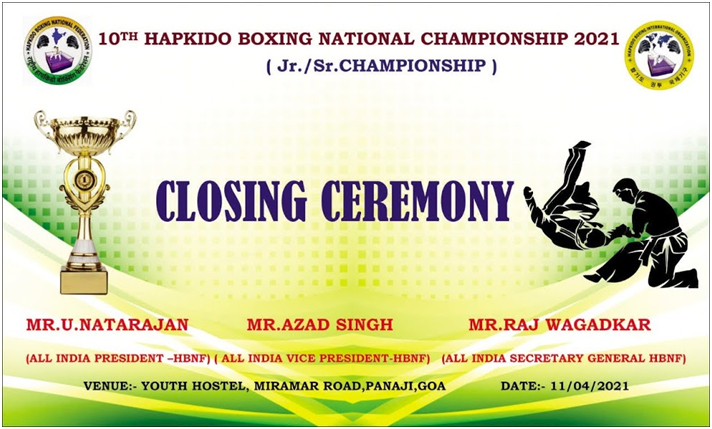 10TH HAPKIDO BOXING NATIONAL CHAMPIONSHIP 2021
( Jr./Sr.CHAMPIONSHIP )
CLOSING CEREMONY
MR.U.NATARAJAN MR.AZAD SINGH MR.RAJ WAGADKAR
(ALL INDIA PRESIDENT –HBNF) ( ALL INDIA VICE PRESIDENT-HBNF) (ALL INDIA SECRETARY GENERAL HBNF)
VENUE:- YOUTH HOSTEL, MIRAMAR ROAD,PANAJI,GOA DATE:- 11/04/2021